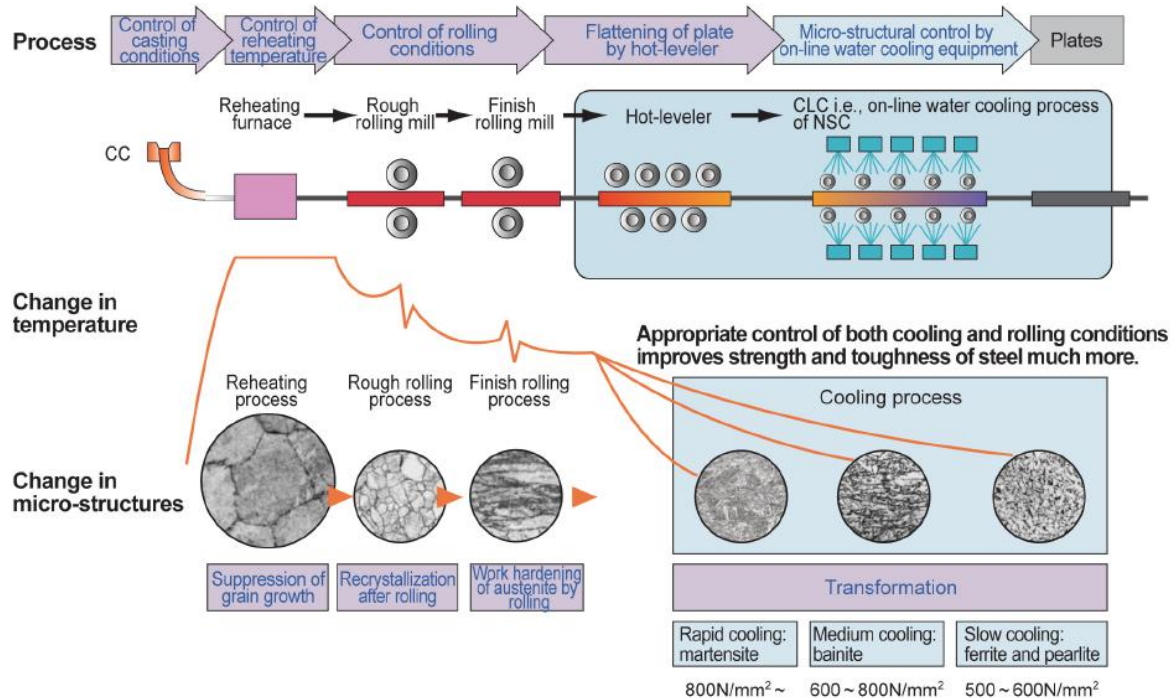 Process
Control of
casting
conditions
Control of
reheating
temperature
Control of rolling
conditions
Flattening of plate
by hot-leveler
Micro-structural control by
on-line water cooling equipment
Plates
Reheating
furnace
Rough
rolling mill
Finish
rolling mill
Hot-leveler
CLC i.e., on-line water cooling process
of NSC
CC
Change in
temperature
Appropriate control of both cooling and rolling conditions
improves strength and toughness of steel much more.
Reheating
process
Rough rolling
process
Finish rolling
process
Cooling process
Change in
micro-structures
Suppression of
grain growth
Recrystallization
after rolling
Work hardening
of austenite by
rolling
Transformation
Rapid cooling:
martensite
Medium cooling:
bainite
Slow cooling:
ferrite and pearlite
800N/mm² ~
600 ~ 800N/mm²
500 ~ 600N/mm²